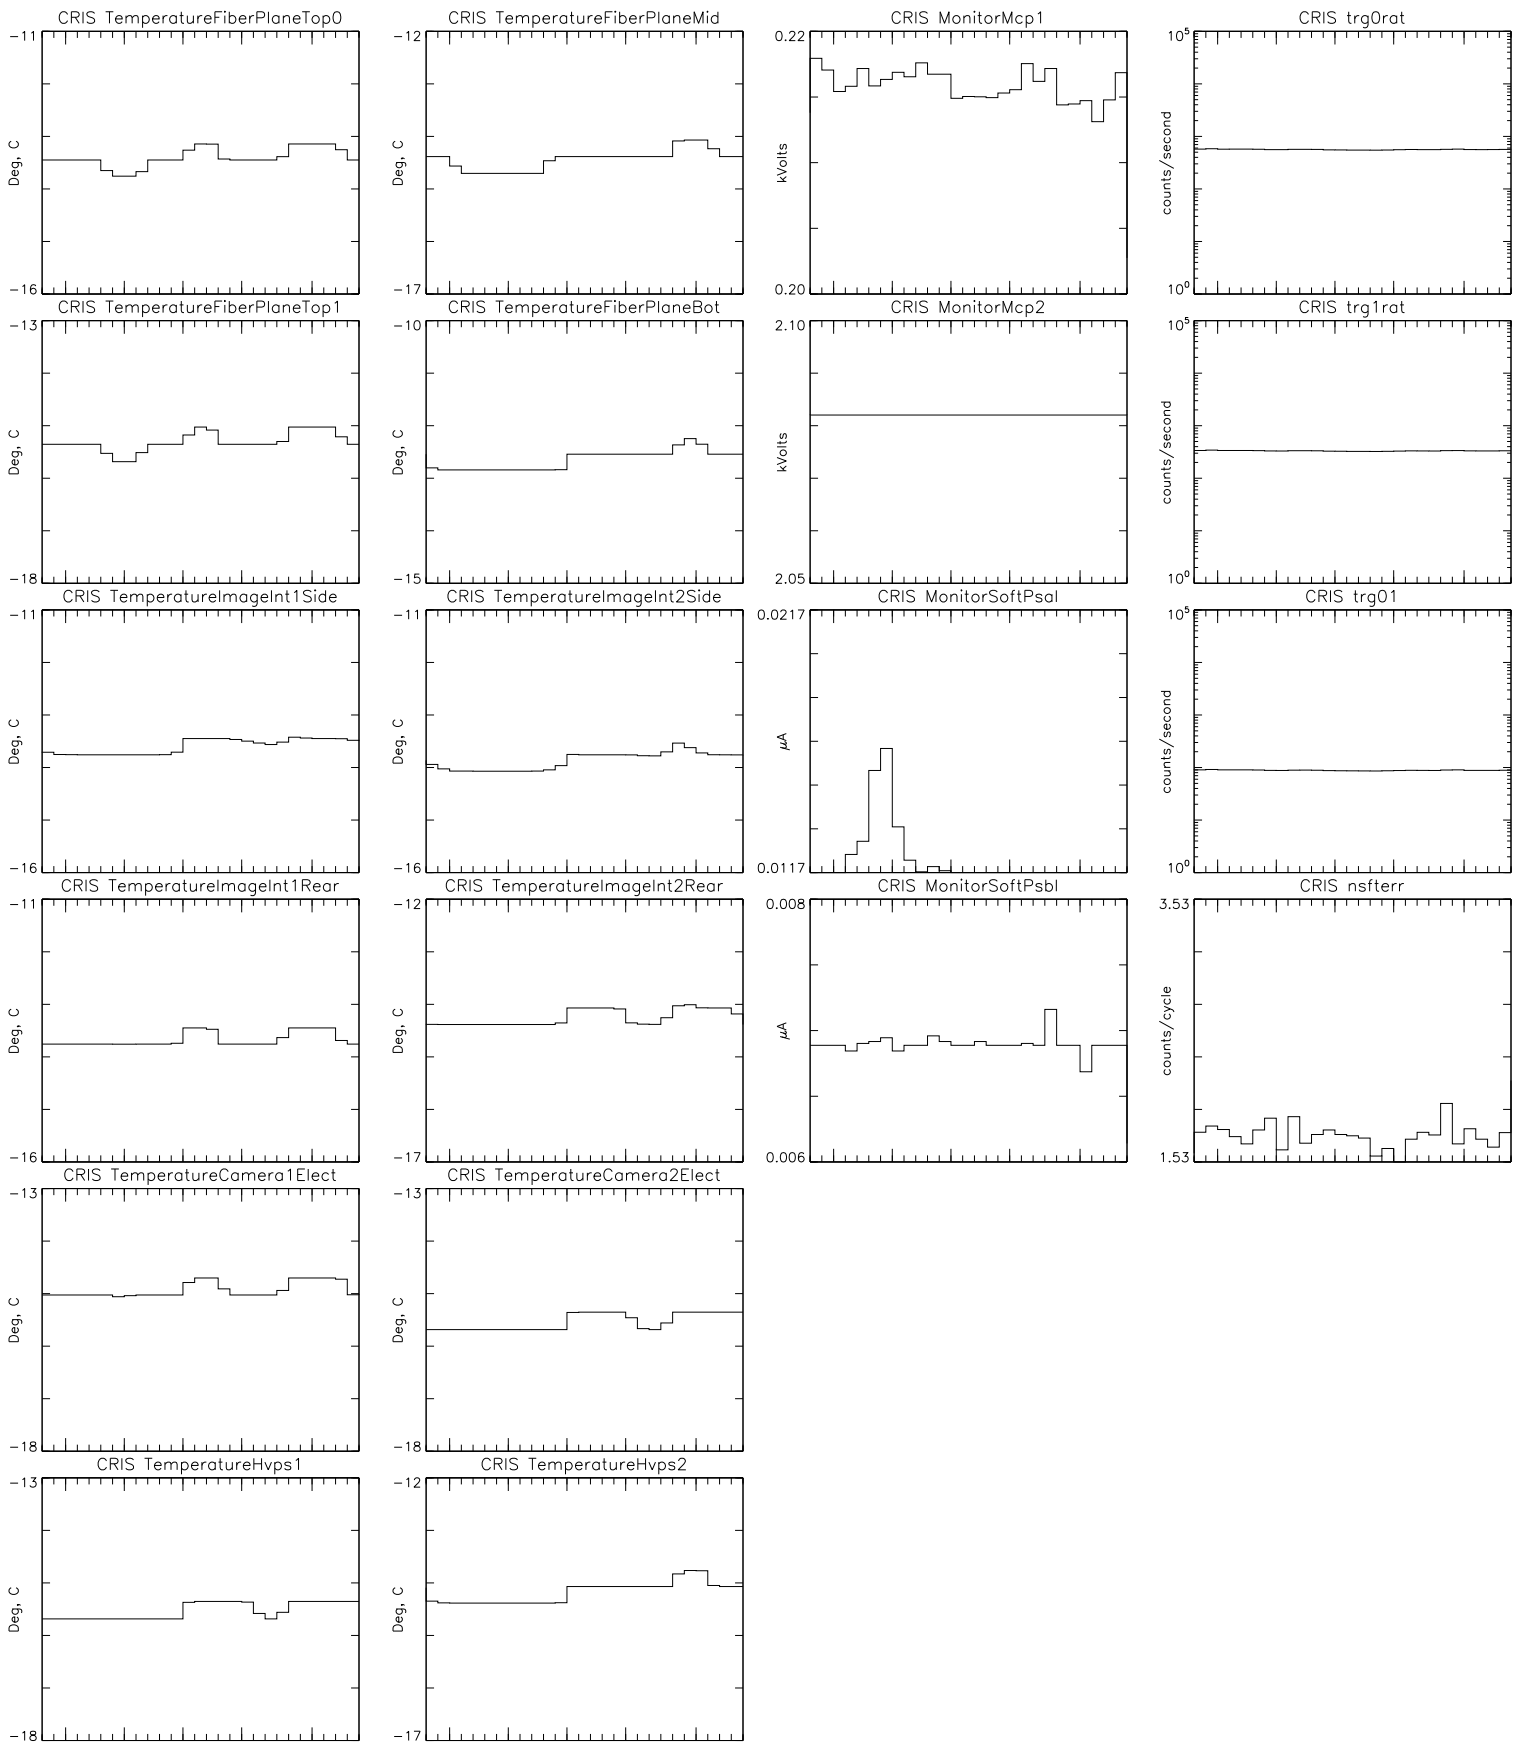 CRIS TemperatureFiberPlaneTop0
-11
Deg, C
-16
CRIS TemperatureFiberPlaneMid
-12
Deg, C
-17
CRIS MonitorMcp1
0.22
kVolts
0.20
CRIS trg0rat
10⁵
counts/second
10⁰
CRIS TemperatureFiberPlaneTop1
-13
Deg, C
-18
CRIS TemperatureFiberPlaneBot
-10
Deg, C
-15
CRIS MonitorMcp2
2.10
kVolts
2.05
CRIS trg1rat
10⁵
counts/second
10⁰
CRIS TemperatureImageInt1Side
-11
Deg, C
-16
CRIS TemperatureImageInt2Side
-11
Deg, C
-16
CRIS MonitorSoftPsaI
0.0217
μA
0.0117
CRIS trg01
10⁵
counts/second
10⁰
CRIS TemperatureImageInt1Rear
-11
Deg, C
-16
CRIS TemperatureImageInt2Rear
-12
Deg, C
-17
CRIS MonitorSoftPsbI
0.008
μA
0.006
CRIS nsfterr
3.53
counts/cycle
1.53
CRIS TemperatureCamera1Elect
-13
Deg, C
-18
CRIS TemperatureCamera2Elect
-13
Deg, C
-18
CRIS TemperatureHvps1
-13
Deg, C
-18
CRIS TemperatureHvps2
-12
Deg, C
-17